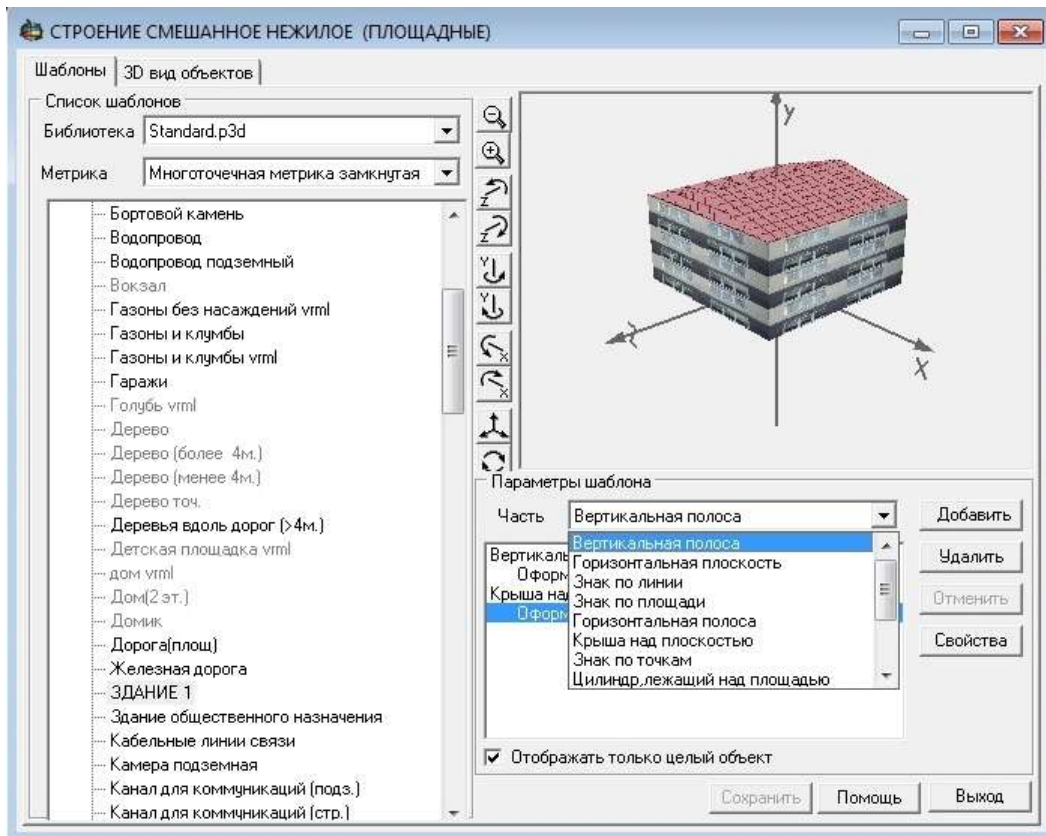 СТРОЕНИЕ СМЕШАННОЕ НЕЖИЛОЕ (ПЛОЩАДНЫЕ)
Шаблоны
3D вид объектов
Список шаблонов
Библиотека
Standard.p3d
Метрика
Многоточечная метрика замкнутая
Бортовой камень
Водопровод
Водопровод подземный
Вокзал
Газоны без насаждений vrml
Газоны и клумбы
Газоны и клумбы vrml
Гаражи
Голубь vrml
Дерево
Дерево (более 4м.)
Дерево (менее 4м.)
Дерево точ.
Деревья вдоль дорог (>4м.)
Детская площадка vrml
дом vrml
Дом(2 эт.)
Домик
Дорога(площ)
Железная дорога
ЗДАНИЕ 1
Здание общественного назначения
Кабельные линии связи
Камера подземная
Канал для коммуникаций (подз.)
Канал для коммуникаций (стр.)
Z
Z
Y
Y
X
X
Y
Z
X
Параметры шаблона
Часть
Вертикальная полоса
Вертикаль
Оформ
Крыша на
Оформ
Вертикальная полоса
Горизонтальная плоскость
Знак по линии
Знак по площади
Горизонтальная полоса
Крыша над плоскостью
Знак по точкам
Цилиндр,лежащий над площадью
Добавить
Удалить
Отменить
Свойства
Отображать только целый объект
Сохранить
Помощь
Выход